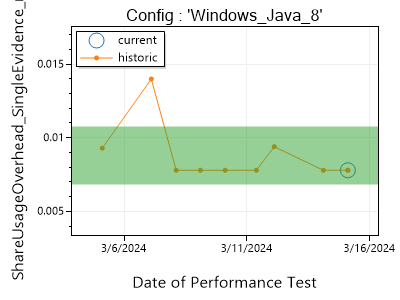 Config : 'Windows_Java_8'
current
historic
0.015
0.01
0.005
3/6/2024
3/11/2024
3/16/2024
Date of Performance Test
ShareUsageOverhead_SingleEvidence_